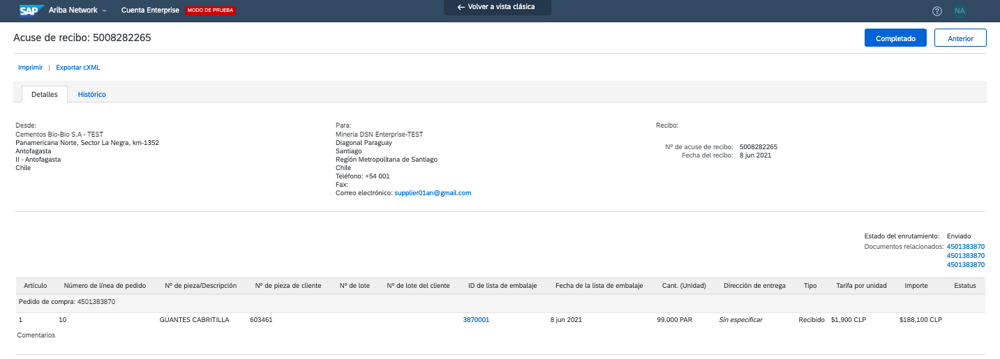 SAP Ariba Network Cuenta Enterprise MODO DE PRUEBA ← Volver a vista clásica ? NA
Acuse de recibo: 5008282265 Completado Anterior
Imprimir | Exportar cXML
Detalles Histórico
Desde: Para: Recibo:
Cementos Bio-Bio S.A - TEST Mineria DSN Enterprise-TEST
Panamericana Norte, Sector La Negra, km-1352 Diagonal Paraguay
Antofagasta Santiago Nº de acuse de recibo: 5008282265
II - Antofagasta Región Metropolitana de Santiago Fecha del recibo: 8 jun 2021
Chile Chile
Teléfono: +54 001
Fax:
Correo electrónico: supplier01an@gmail.com
Estado del enrutamiento: Enviado
Documentos relacionados: 4501383870
4501383870
4501383870
Artículo Número de línea de pedido Nº de pieza/Descripción Nº de pieza de cliente Nº de lote Nº de lote del cliente ID de lista de embalaje Fecha de la lista de embalaje Cant. (Unidad) Dirección de entrega Tipo Tarifa por unidad Importe Estatus
Pedido de compra: 4501383870
1 10 GUANTES CABRITILLA 603461 3870001 8 jun 2021 99.000 PAR Sin especificar Recibido $1,900 CLP $188,100 CLP
Comentarios